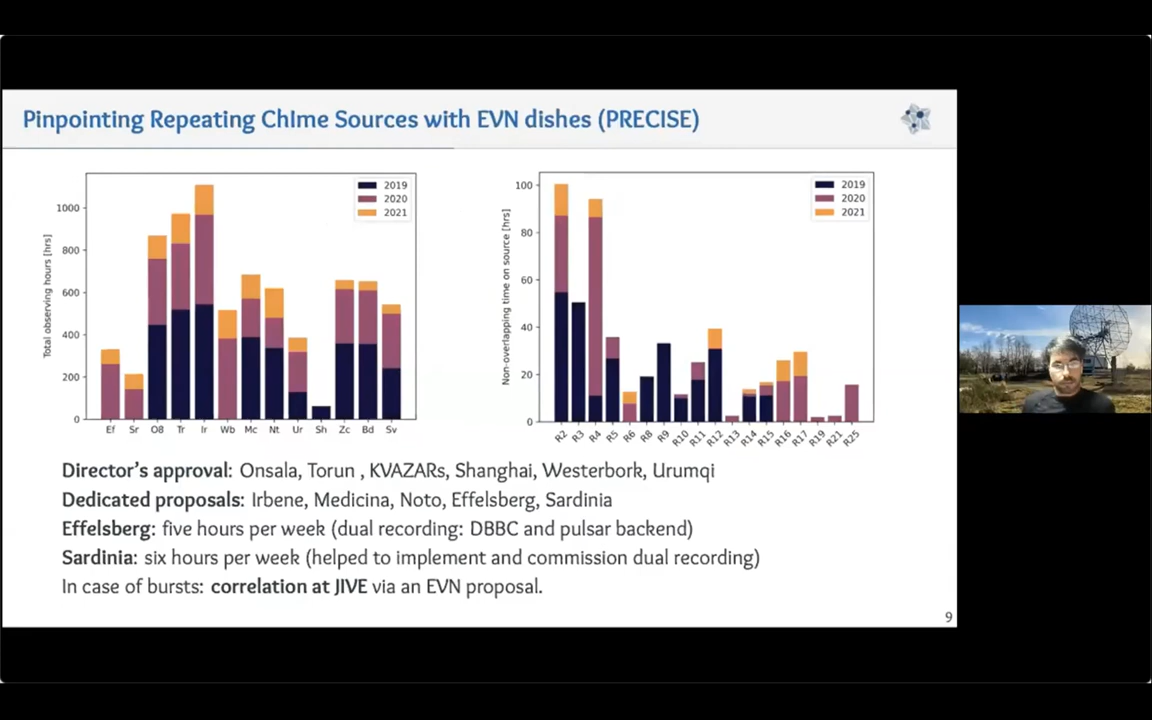 Pinpointing Repeating ChIme Sources with EVN dishes (PRECISE)
Total observing hours [hrs]
1000
800
600
400
200
0
2019
2020
2021
Ef Sr O8 Tr Ir Wb Mc Nt Ur Sh Zc Bd Sv
Non-overlapping time on source [hrs]
100
80
60
40
20
0
2019
2020
2021
R2 R3 R4 R5 R6 R8 R9 R10 R11 R12 R13 R14 R15 R16 R17 R19 R21 R25
Director's approval: Onsala, Torun , KVAZARs, Shanghai, Westerbork, Urumqi
Dedicated proposals: Irbene, Medicina, Noto, Effelsberg, Sardinia
Effelsberg: five hours per week (dual recording: DBBC and pulsar backend)
Sardinia: six hours per week (helped to implement and commission dual recording)
In case of bursts: correlation at JIVE via an EVN proposal.
9